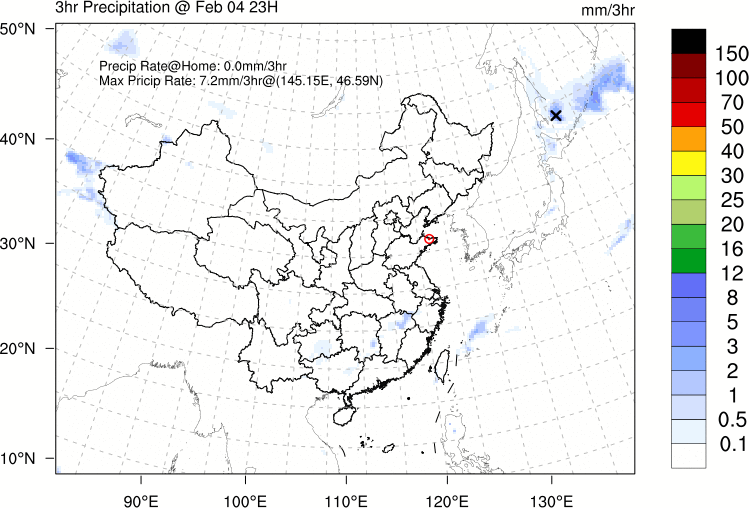 3hr Precipitation @ Feb 04 23H
mm/3hr
50°N
Precip Rate@Home: 0.0mm/3hr
Max Pricip Rate: 7.2mm/3hr@(145.15E, 46.59N)
40°N
30°N
20°N
10°N
90°E
100°E
110°E
120°E
130°E
150
100
70
50
40
30
25
20
16
12
8
5
3
2
1
0.5
0.1